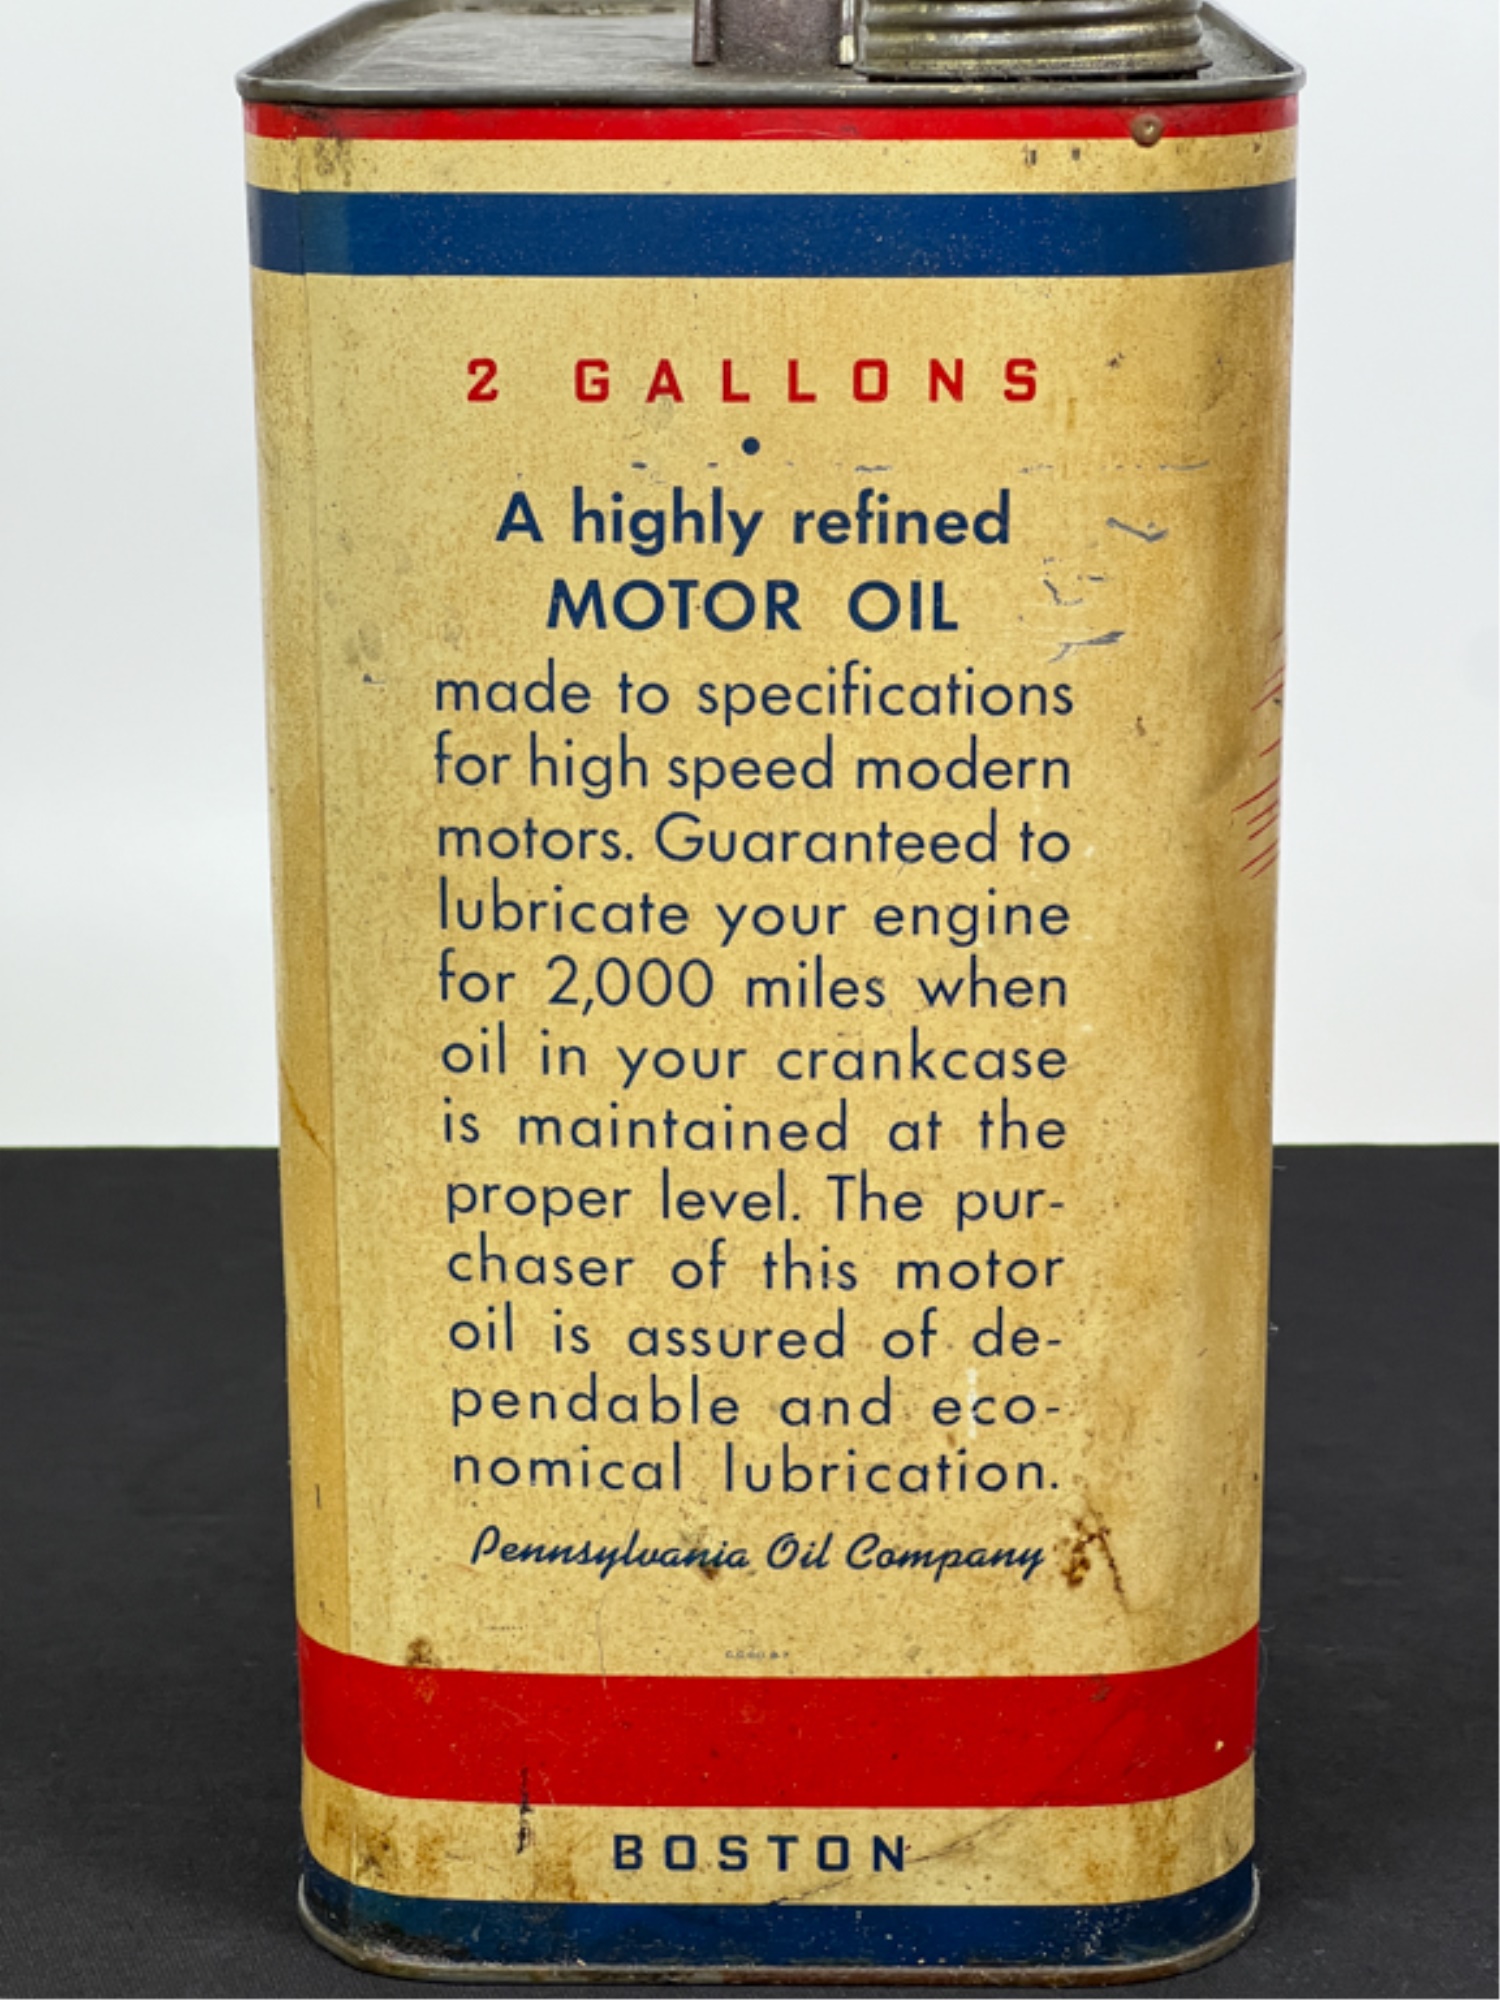 2 GALLONS
•
A highly refined
MOTOR OIL
made to specifications
for high speed modern
motors. Guaranteed to
lubricate your engine
for 2,000 miles when
oil in your crankcase
is maintained at the
proper level. The pur-
chaser of this motor
oil is assured of de-
pendable and eco-
nomical lubrication.
Pennsylvania Oil Company
BOSTON